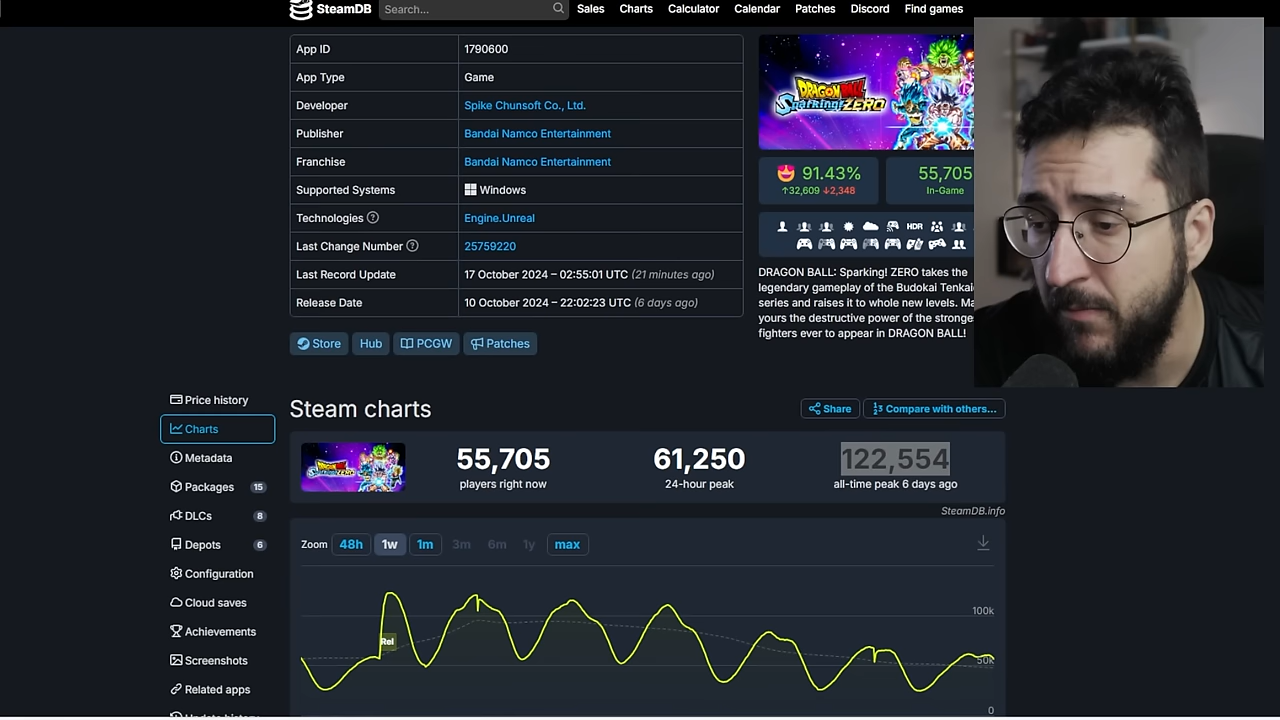 SteamDB Search... Sales Charts Calculator Calendar Patches Discord Find games
App ID 1790600
App Type Game
Developer Spike Chunsoft Co., Ltd.
Publisher Bandai Namco Entertainment
Franchise Bandai Namco Entertainment
Supported Systems Windows
Technologies Engine.Unreal
Last Change Number 25759220
Last Record Update 17 October 2024 – 02:55:01 UTC (21 minutes ago)
Release Date 10 October 2024 – 22:02:23 UTC (6 days ago)
Store Hub PCGW Patches
DRAGON BALL
Sparking! ZERO
91.43% 55,705
↑32,609 ↓2,348 In-Game
HDR
DRAGON BALL: Sparking! ZERO takes the
legendary gameplay of the Budokai Tenkai
series and raises it to whole new levels. Ma
yours the destructive power of the stronge
fighters ever to appear in DRAGON BALL!
Price history
Charts
Metadata
Packages 15
DLCs 8
Depots 6
Configuration
Cloud saves
Achievements
Screenshots
Related apps
Steam charts Share Compare with others...
55,705 61,250 122,554
players right now 24-hour peak all-time peak 6 days ago
SteamDB.info
Zoom 48h 1w 1m 3m 6m 1y max
100k
Rel
50k
0